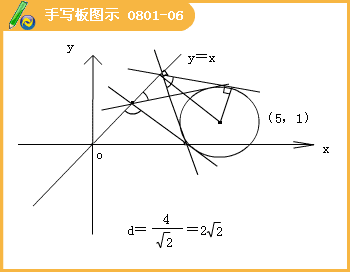 手写板图示 0801-06
y
y=x
(5, 1)
x
o
d=4/√2=2√2